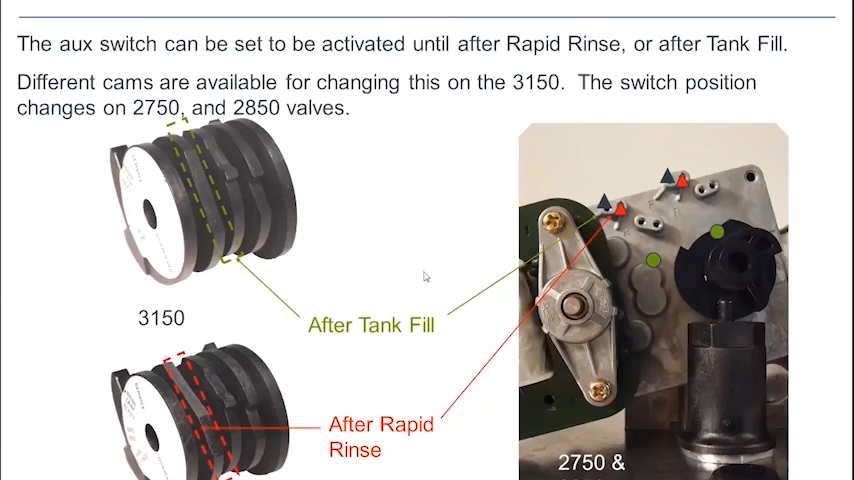 The aux switch can be set to be activated until after Rapid Rinse, or after Tank Fill.
Different cams are available for changing this on the 3150.  The switch position
changes on 2750, and 2850 valves.
3150
After Tank Fill
After Rapid
Rinse
2750 &